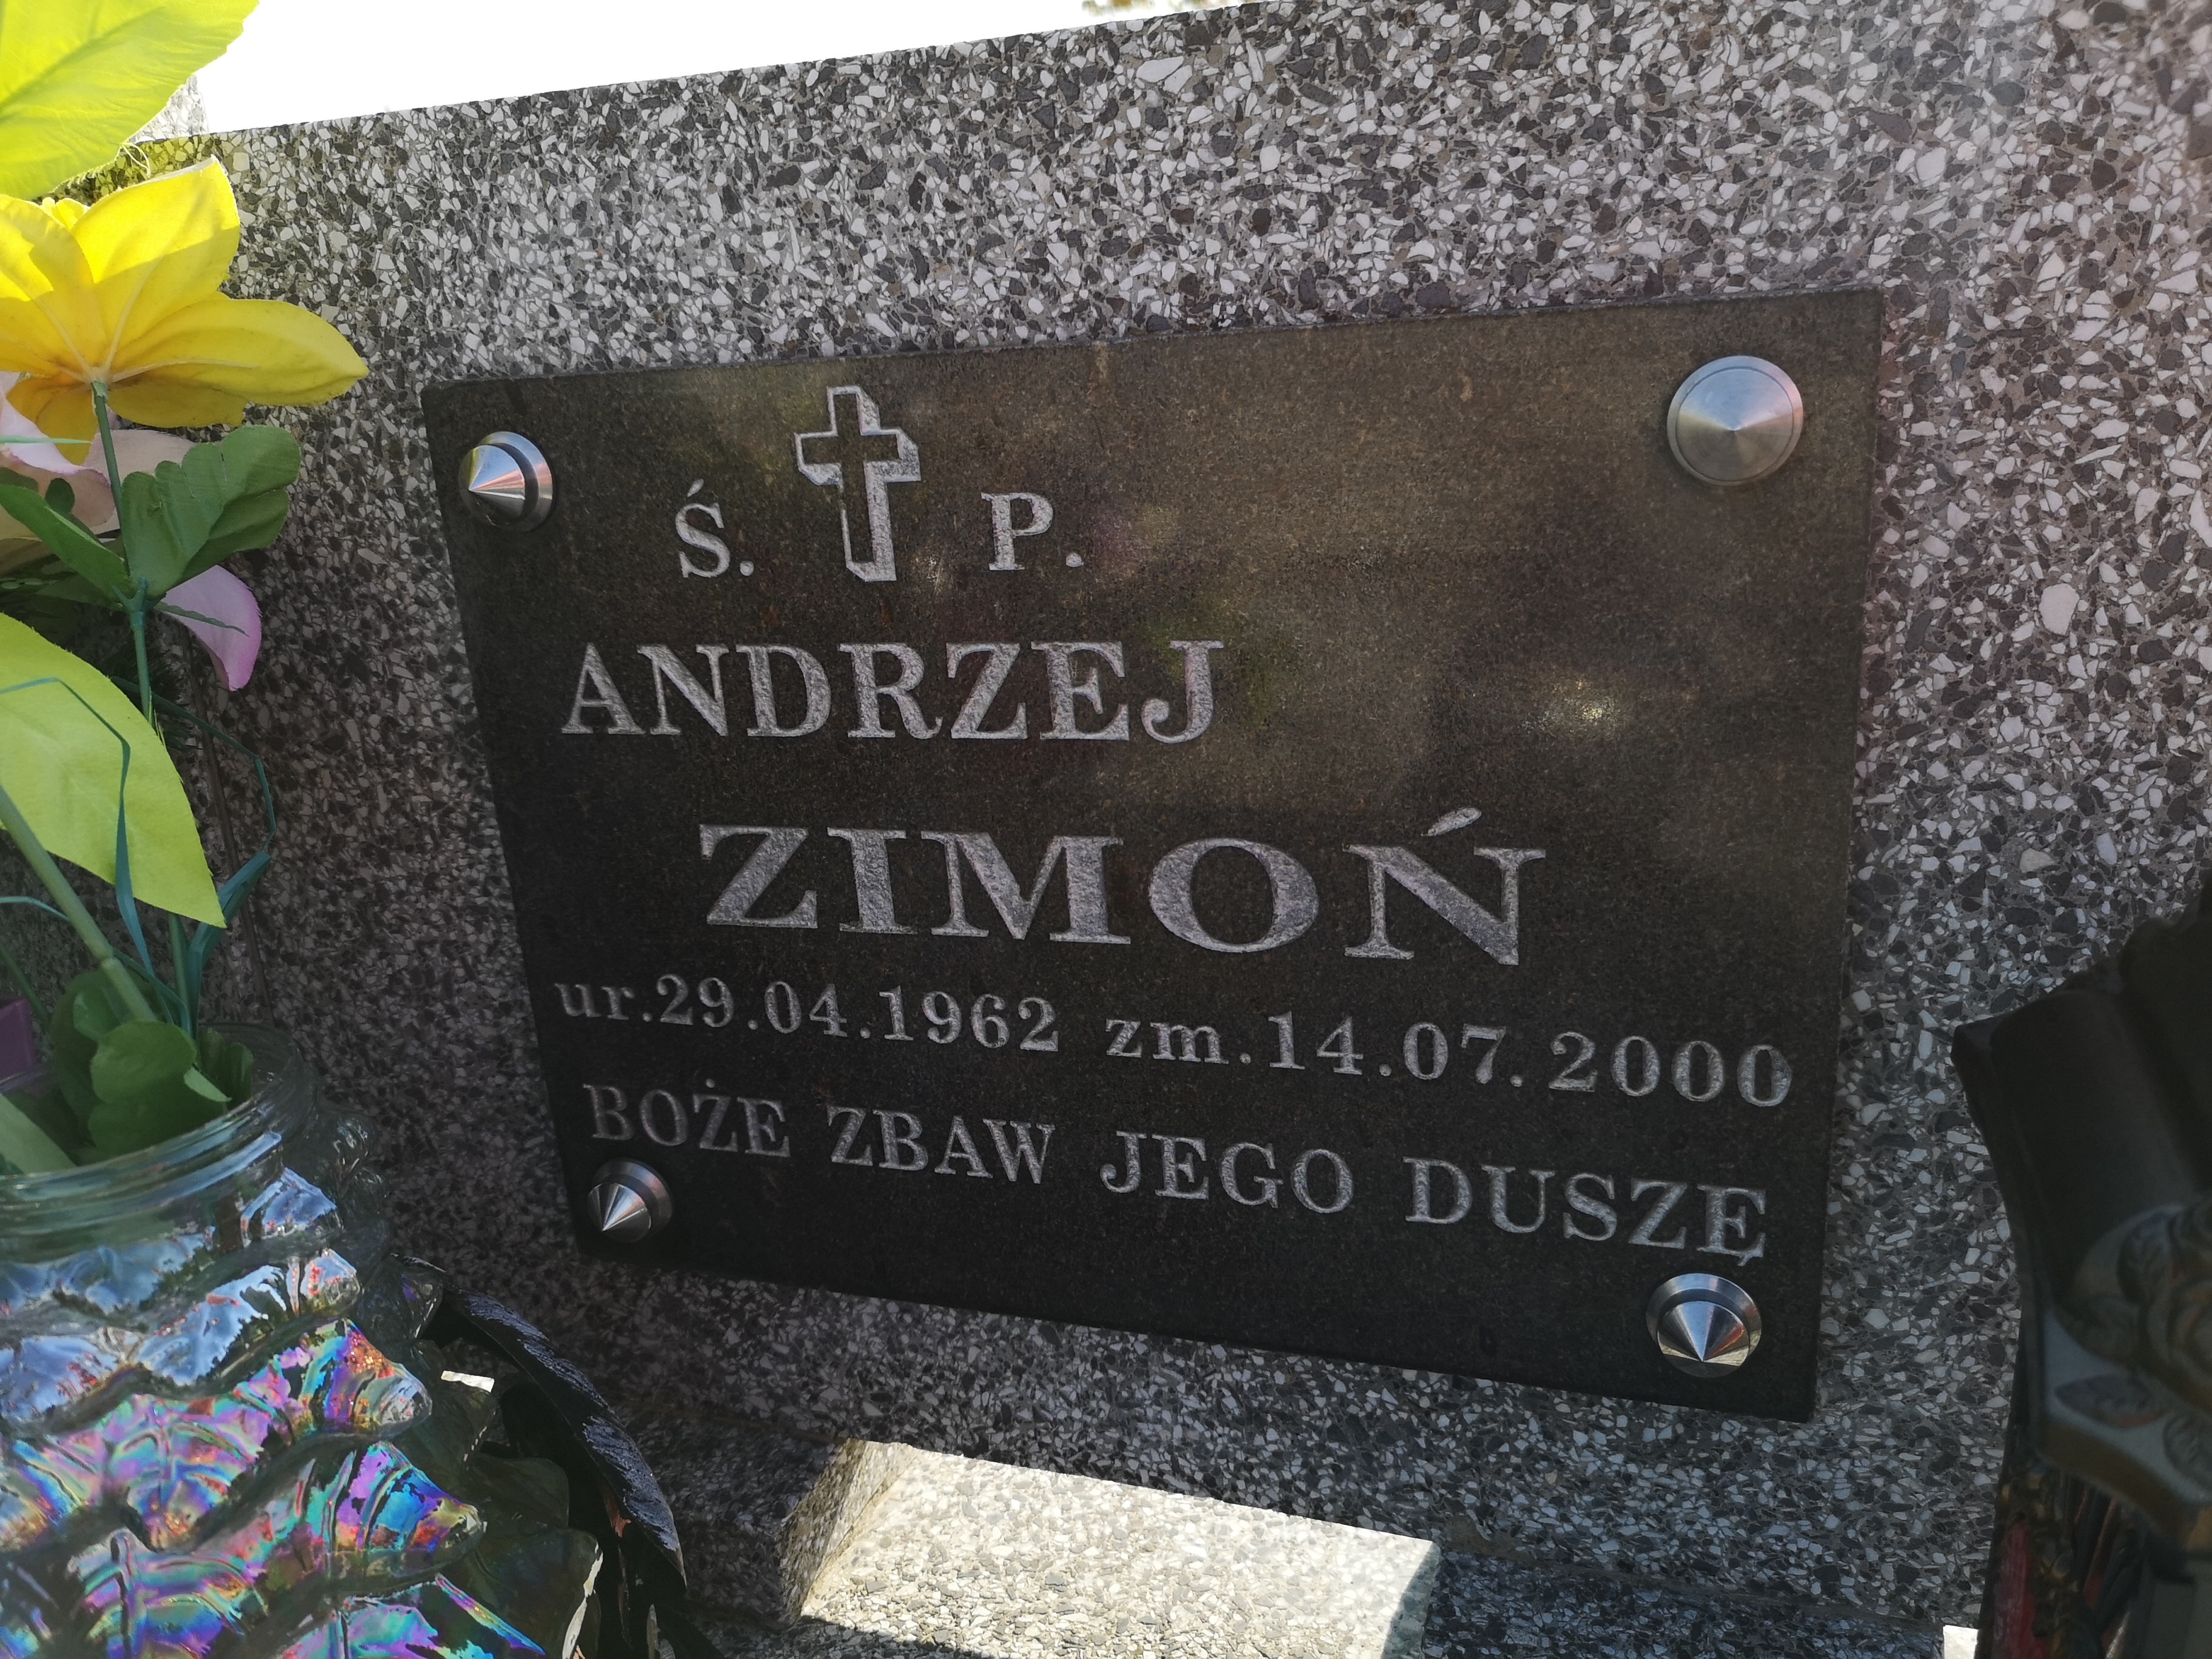 Ś. P.
ANDRZEJ
ZIMOŃ
ur.29.04.1962 zm.14.07.2000
BOŻE ZBAW JEGO DUSZĘ